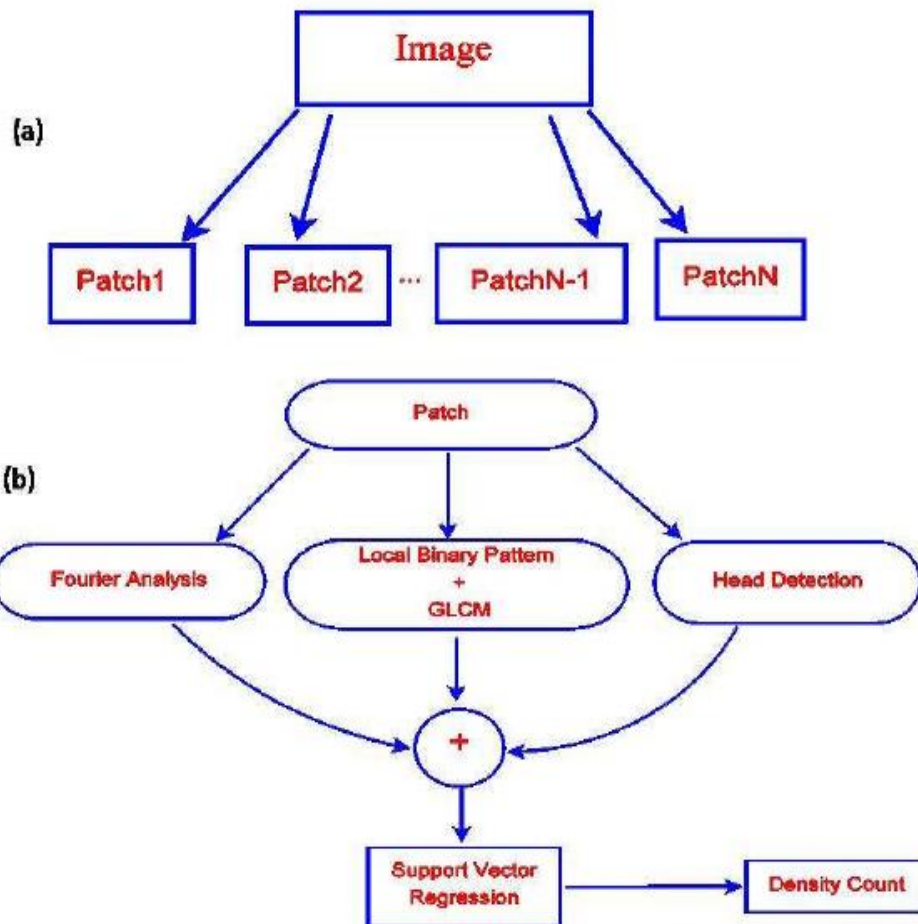 Image
(a)
Patch1 Patch2 ... PatchN-1 PatchN
Patch
(b)
Fourier Analysis
Local Binary Pattern
+
GLCM
Head Detection
+
Support Vector
Regression
Density Count